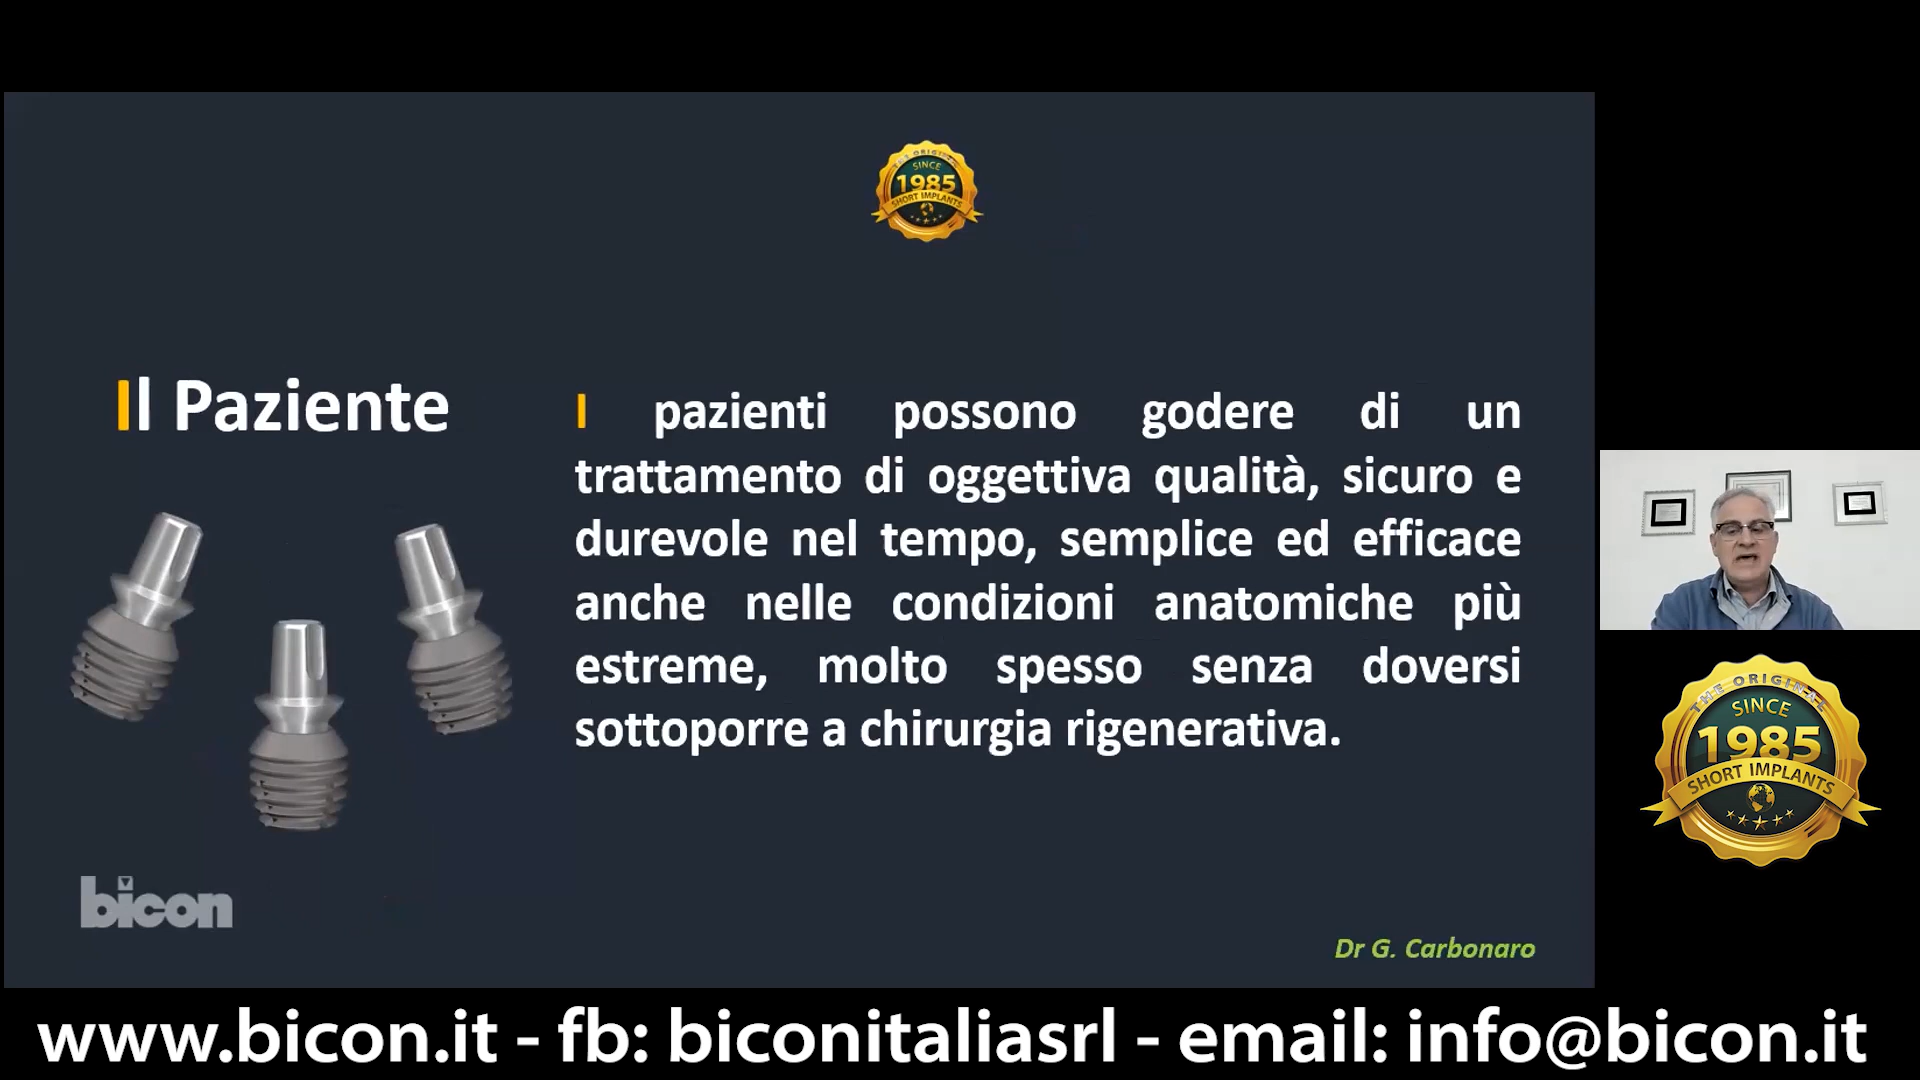 THE ORIGINAL
SINCE
1985
SHORT IMPLANTS
Il Paziente
I pazienti possono godere di un
trattamento di oggettiva qualità, sicuro e
durevole nel tempo, semplice ed efficace
anche nelle condizioni anatomiche più
estreme, molto spesso senza doversi
sottoporre a chirurgia rigenerativa.
bicon
Dr G. Carbonaro
THE ORIGINAL
SINCE
1985
SHORT IMPLANTS
www.bicon.it - fb: biconitaliasrl - email: info@bicon.it